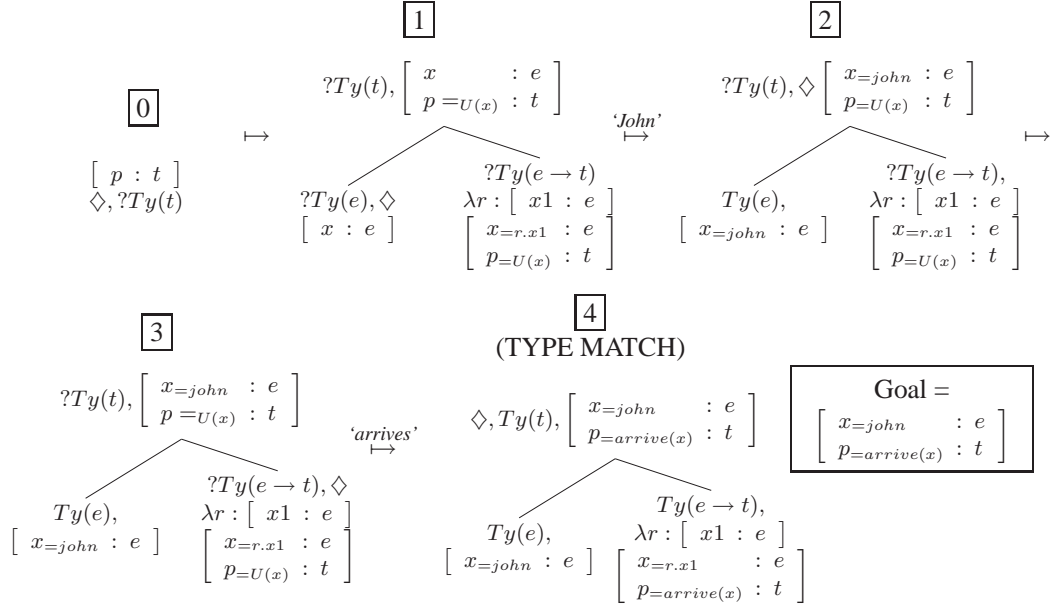 0
[ p : t ]
◇, ?Ty(t)
↦
1
?Ty(t), [ x : e
p =U(x) : t ]
?Ty(e), ◇
[ x : e ]
?Ty(e → t)
λr : [ x1 : e ]
[ x=r.x1 : e
p=U(x) : t ]
'John'
↦
2
?Ty(t), ◇ [ x=john : e
p=U(x) : t ]
Ty(e),
[ x=john : e ]
?Ty(e → t),
λr : [ x1 : e ]
[ x=r.x1 : e
p=U(x) : t ]
↦
3
?Ty(t), [ x=john : e
p =U(x) : t ]
Ty(e),
[ x=john : e ]
?Ty(e → t), ◇
λr : [ x1 : e ]
[ x=r.x1 : e
p=U(x) : t ]
'arrives'
↦
4
(TYPE MATCH)
◇, Ty(t), [ x=john : e
p=arrive(x) : t ]
Ty(e),
[ x=john : e ]
Ty(e → t),
λr : [ x1 : e ]
[ x=r.x1 : e
p=arrive(x) : t ]
Goal =
[ x=john : e
p=arrive(x) : t ]